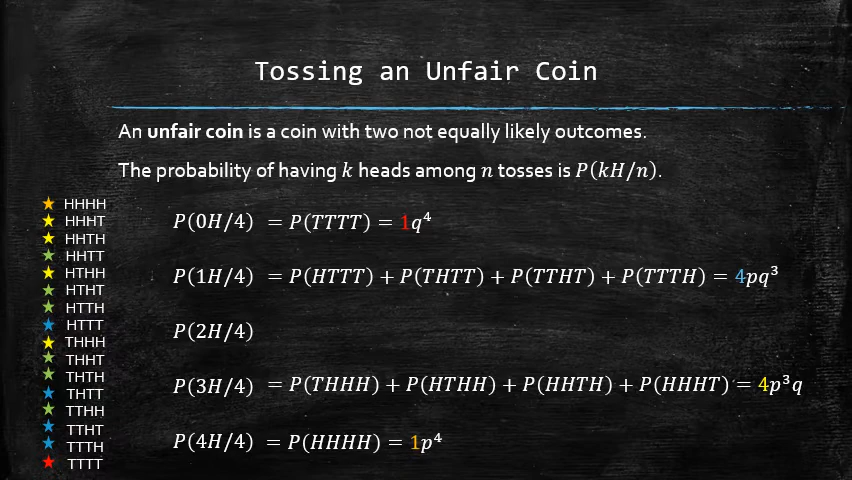 Tossing an Unfair Coin
An unfair coin is a coin with two not equally likely outcomes.
The probability of having k heads among n tosses is P(kH/n).
HHHH
HHHT
HHTH
HHTT
HTHH
HTHT
HTTH
HTTT
THHH
THHT
THTH
THTT
TTHH
TTHT
TTTH
TTTT
P(0H/4) = P(TTTT) = 1q⁴
P(1H/4) = P(HTTT) + P(THTT) + P(TTHT) + P(TTTH) = 4pq³
P(2H/4)
P(3H/4) = P(THHH) + P(HTHH) + P(HHTH) + P(HHHT) = 4p³q
P(4H/4) = P(HHHH) = 1p⁴